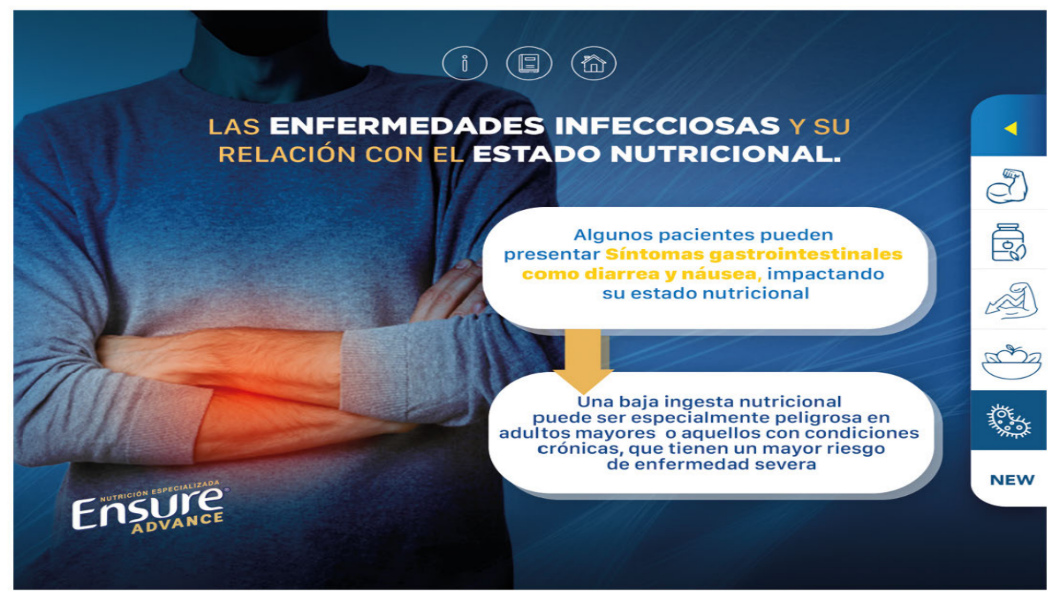 LAS ENFERMEDADES INFECCIOSAS Y SU
RELACIÓN CON EL ESTADO NUTRICIONAL.
Algunos pacientes pueden
presentar Síntomas gastrointestinales
como diarrea y náusea, impactando
su estado nutricional
Una baja ingesta nutricional
puede ser especialmente peligrosa en
adultos mayores o aquellos con condiciones
crónicas, que tienen un mayor riesgo
de enfermedad severa
NEW
NUTRICIÓN ESPECIALIZADA
Ensure®
ADVANCE